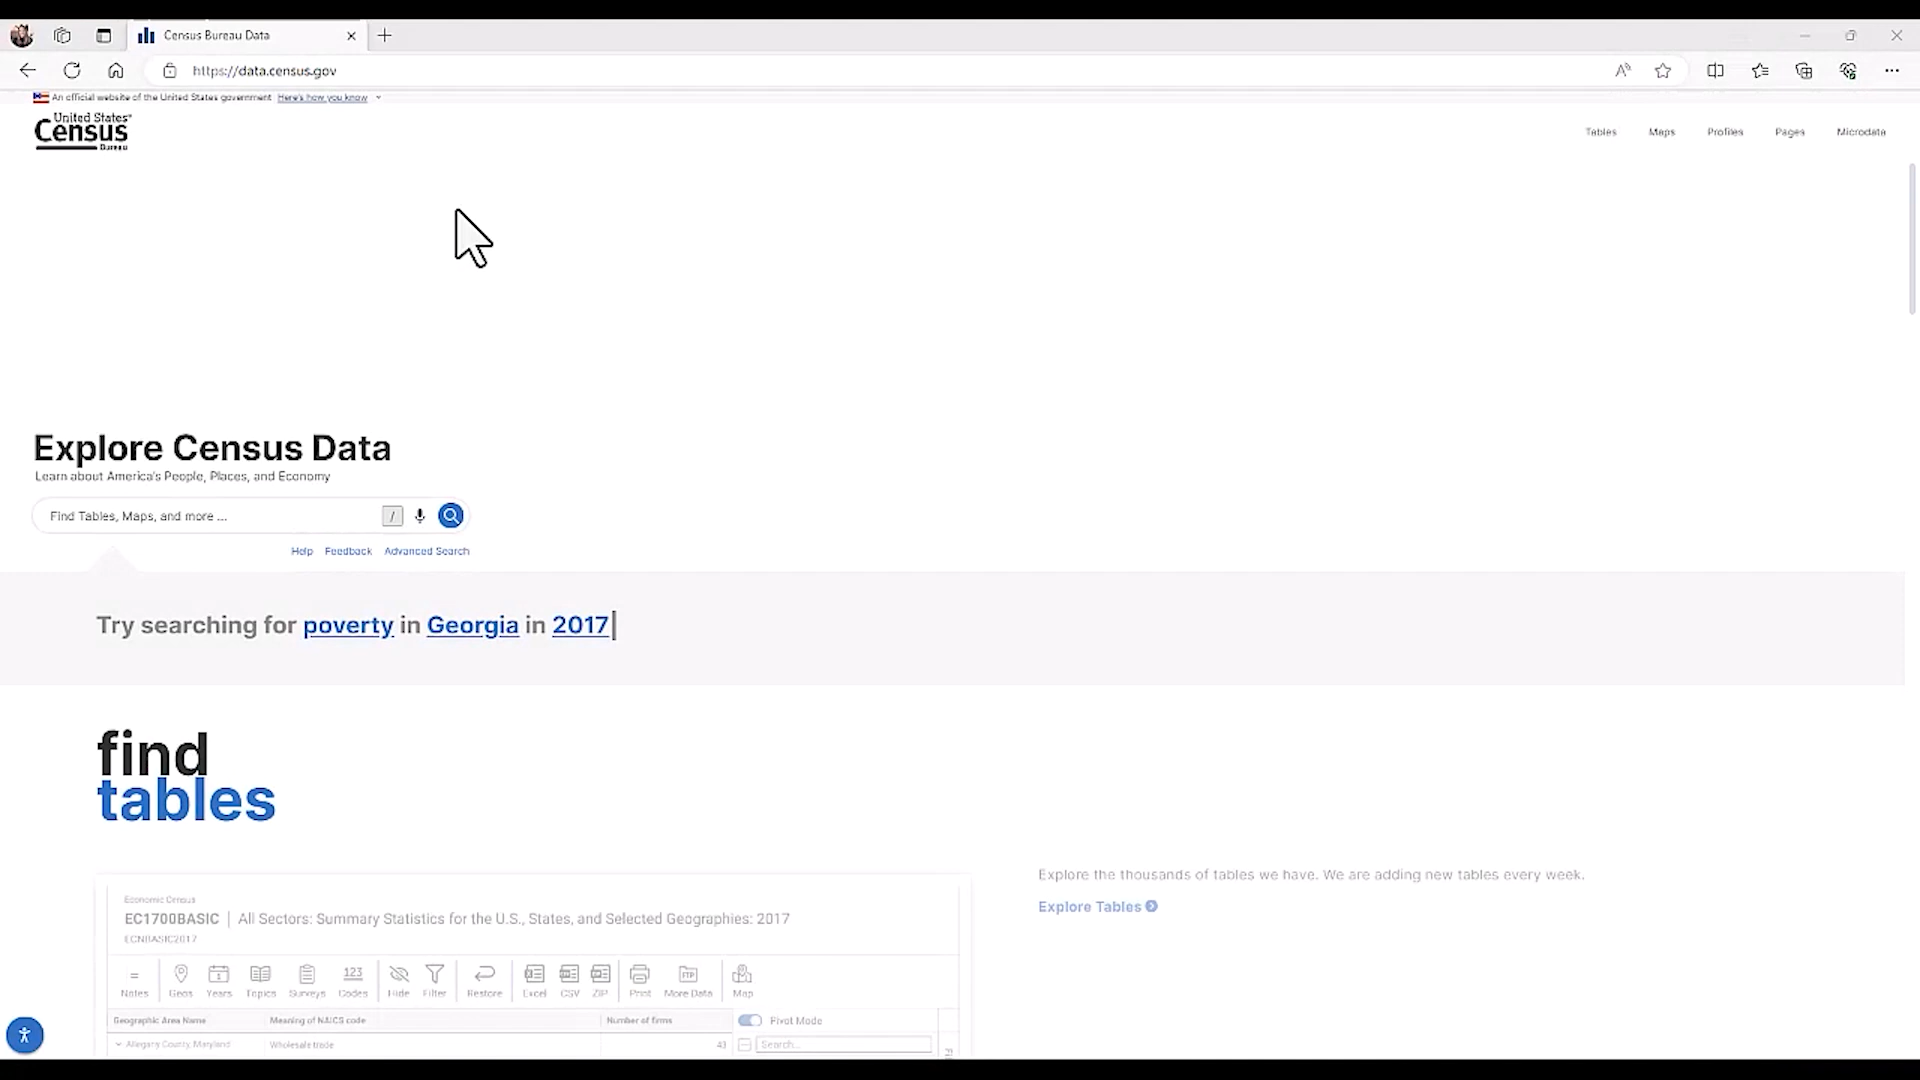 Census Bureau Data
https://data.census.gov
An official website of the United States government Here's how you know
United States®
Census
Bureau
Tables Maps Profiles Pages Microdata
Explore Census Data
Learn about America's People, Places, and Economy
Find Tables, Maps, and more ... /
Help Feedback Advanced Search
Try searching for poverty in Georgia in 2017
find
tables
Explore the thousands of tables we have. We are adding new tables every week.
Explore Tables
Economic Census
EC1700BASIC | All Sectors: Summary Statistics for the U.S., States, and Selected Geographies: 2017
ECNBASIC2017
Notes Geos Years Topics Surveys Codes Hide Filter Restore Excel CSV ZIP Print More Data Map
Geographic Area Name Meaning of NAICS code Number of firms Pivot Mode
Allegany County, Maryland Wholesale trade 43 Search...